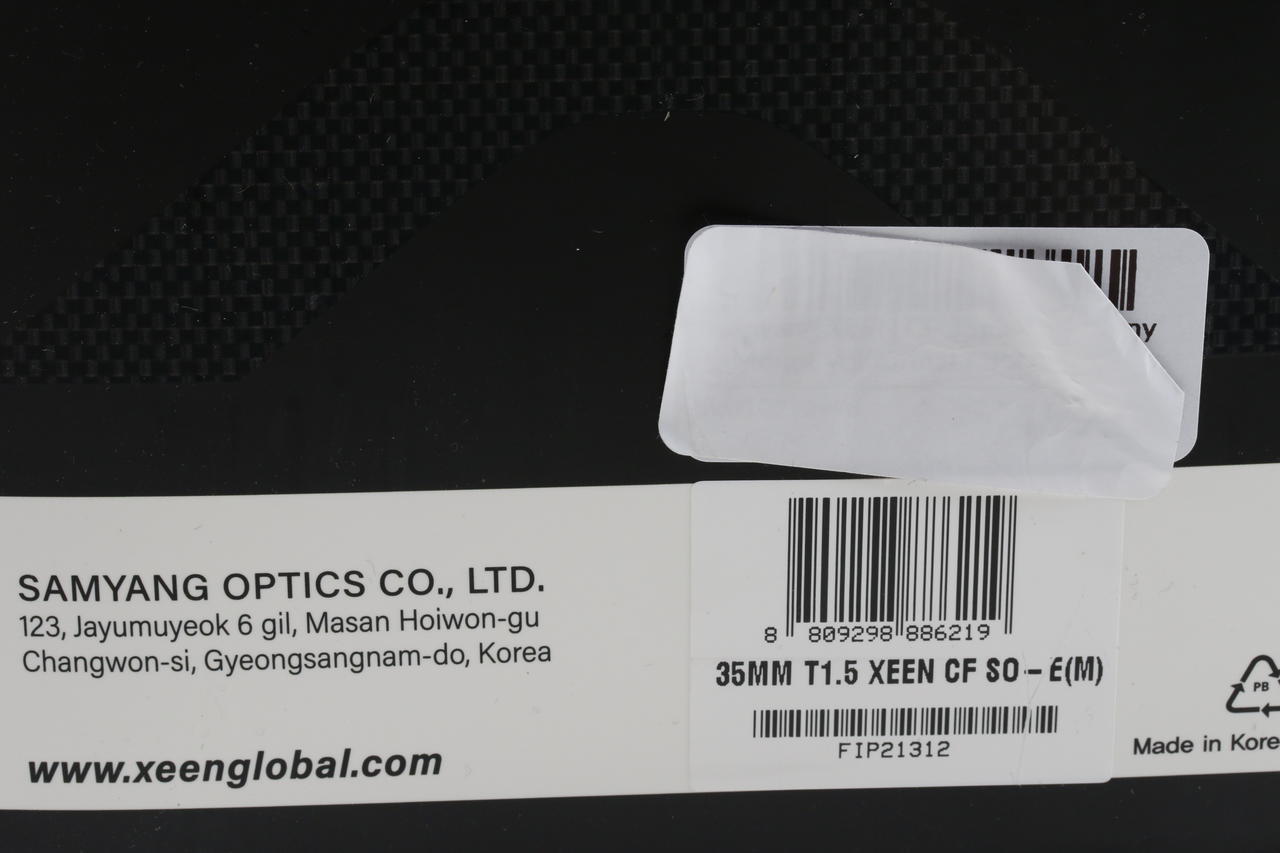 SAMYANG OPTICS CO., LTD.
123, Jayumuyeok 6 gil, Masan Hoiwon-gu
Changwon-si, Gyeongsangnam-do, Korea
www.xeenglobal.com
8 809298 886219
35MM T1.5 XEEN CF SO - E(M)
FIP21312
PB
Made in Kore